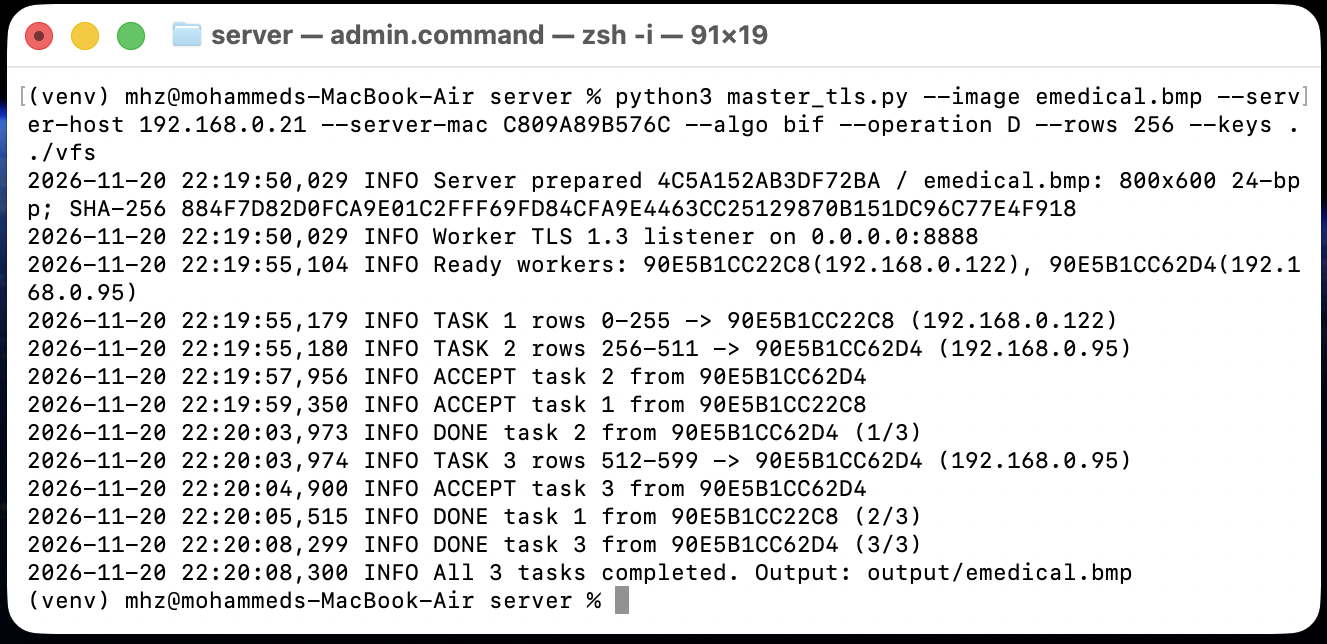 server — admin.command — zsh -i — 91×19
[(venv) mhz@mohammeds-MacBook-Air server % python3 master_tls.py --image emedical.bmp --serv]
er-host 192.168.0.21 --server-mac C809A89B576C --algo bif --operation D --rows 256 --keys .
./vfs
2026-11-20 22:19:50,029 INFO Server prepared 4C5A152AB3DF72BA / emedical.bmp: 800x600 24-bp
p; SHA-256 884F7D82D0FCA9E01C2FFF69FD84CFA9E4463CC25129870B151DC96C77E4F918
2026-11-20 22:19:50,029 INFO Worker TLS 1.3 listener on 0.0.0.0:8888
2026-11-20 22:19:55,104 INFO Ready workers: 90E5B1CC22C8(192.168.0.122), 90E5B1CC62D4(192.1
68.0.95)
2026-11-20 22:19:55,179 INFO TASK 1 rows 0-255 -> 90E5B1CC22C8 (192.168.0.122)
2026-11-20 22:19:55,180 INFO TASK 2 rows 256-511 -> 90E5B1CC62D4 (192.168.0.95)
2026-11-20 22:19:57,956 INFO ACCEPT task 2 from 90E5B1CC62D4
2026-11-20 22:19:59,350 INFO ACCEPT task 1 from 90E5B1CC22C8
2026-11-20 22:20:03,973 INFO DONE task 2 from 90E5B1CC62D4 (1/3)
2026-11-20 22:20:03,974 INFO TASK 3 rows 512-599 -> 90E5B1CC62D4 (192.168.0.95)
2026-11-20 22:20:04,900 INFO ACCEPT task 3 from 90E5B1CC62D4
2026-11-20 22:20:05,515 INFO DONE task 1 from 90E5B1CC22C8 (2/3)
2026-11-20 22:20:08,299 INFO DONE task 3 from 90E5B1CC62D4 (3/3)
2026-11-20 22:20:08,300 INFO All 3 tasks completed. Output: output/emedical.bmp
(venv) mhz@mohammeds-MacBook-Air server %